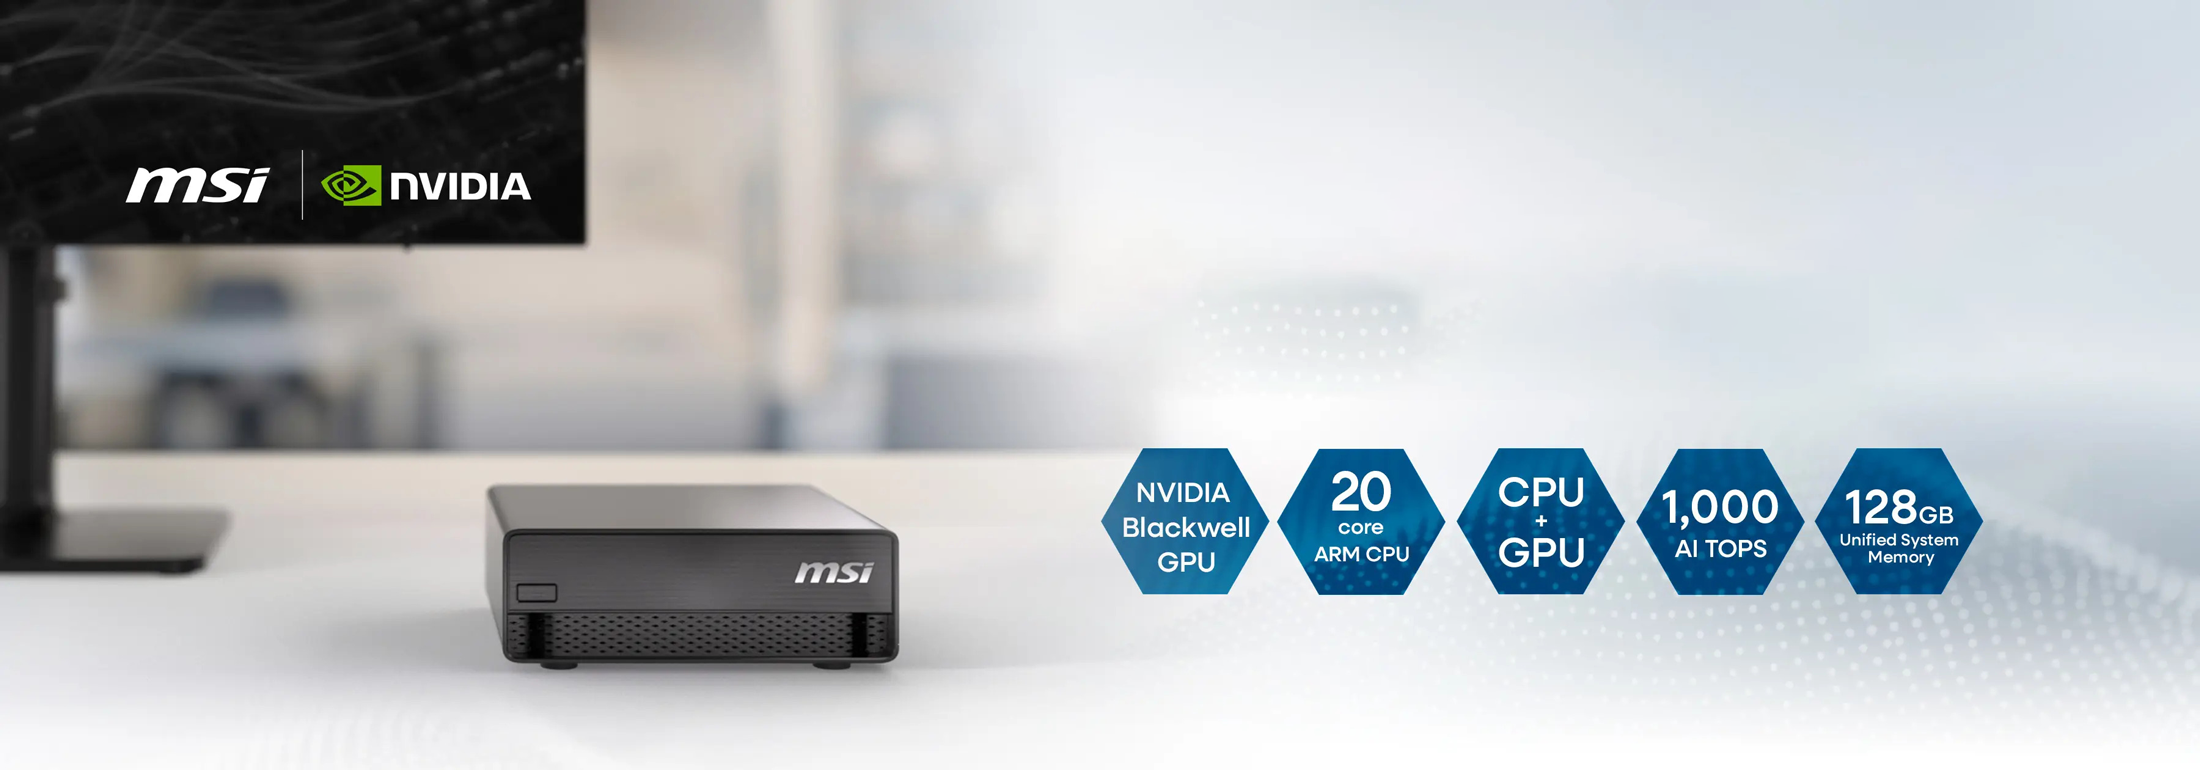 msi | NVIDIA
msi
NVIDIA
Blackwell
GPU
20
core
ARM CPU
CPU
+
GPU
1,000
AI TOPS
128GB
Unified System
Memory